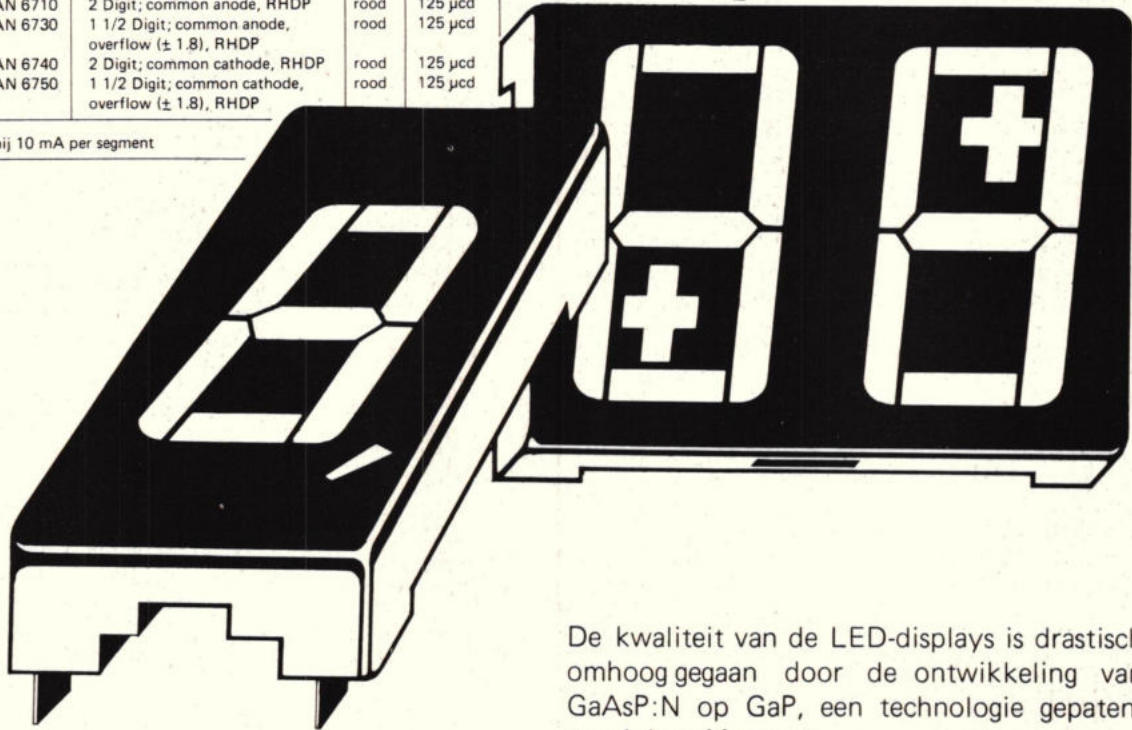 AN 6710 2 Digit; common anode, RHDP rood 125 µcd
AN 6730 1 1/2 Digit; common anode, rood 125 µcd
overflow (± 1.8), RHDP
AN 6740 2 Digit; common cathode, RHDP rood 125 µcd
AN 6750 1 1/2 Digit; common cathode, rood 125 µcd
overflow (± 1.8), RHDP
bij 10 mA per segment
De kwaliteit van de LED-displays is drastisch
omhoog gegaan door de ontwikkeling van
GaAsP:N op GaP, een technologie gepaten-